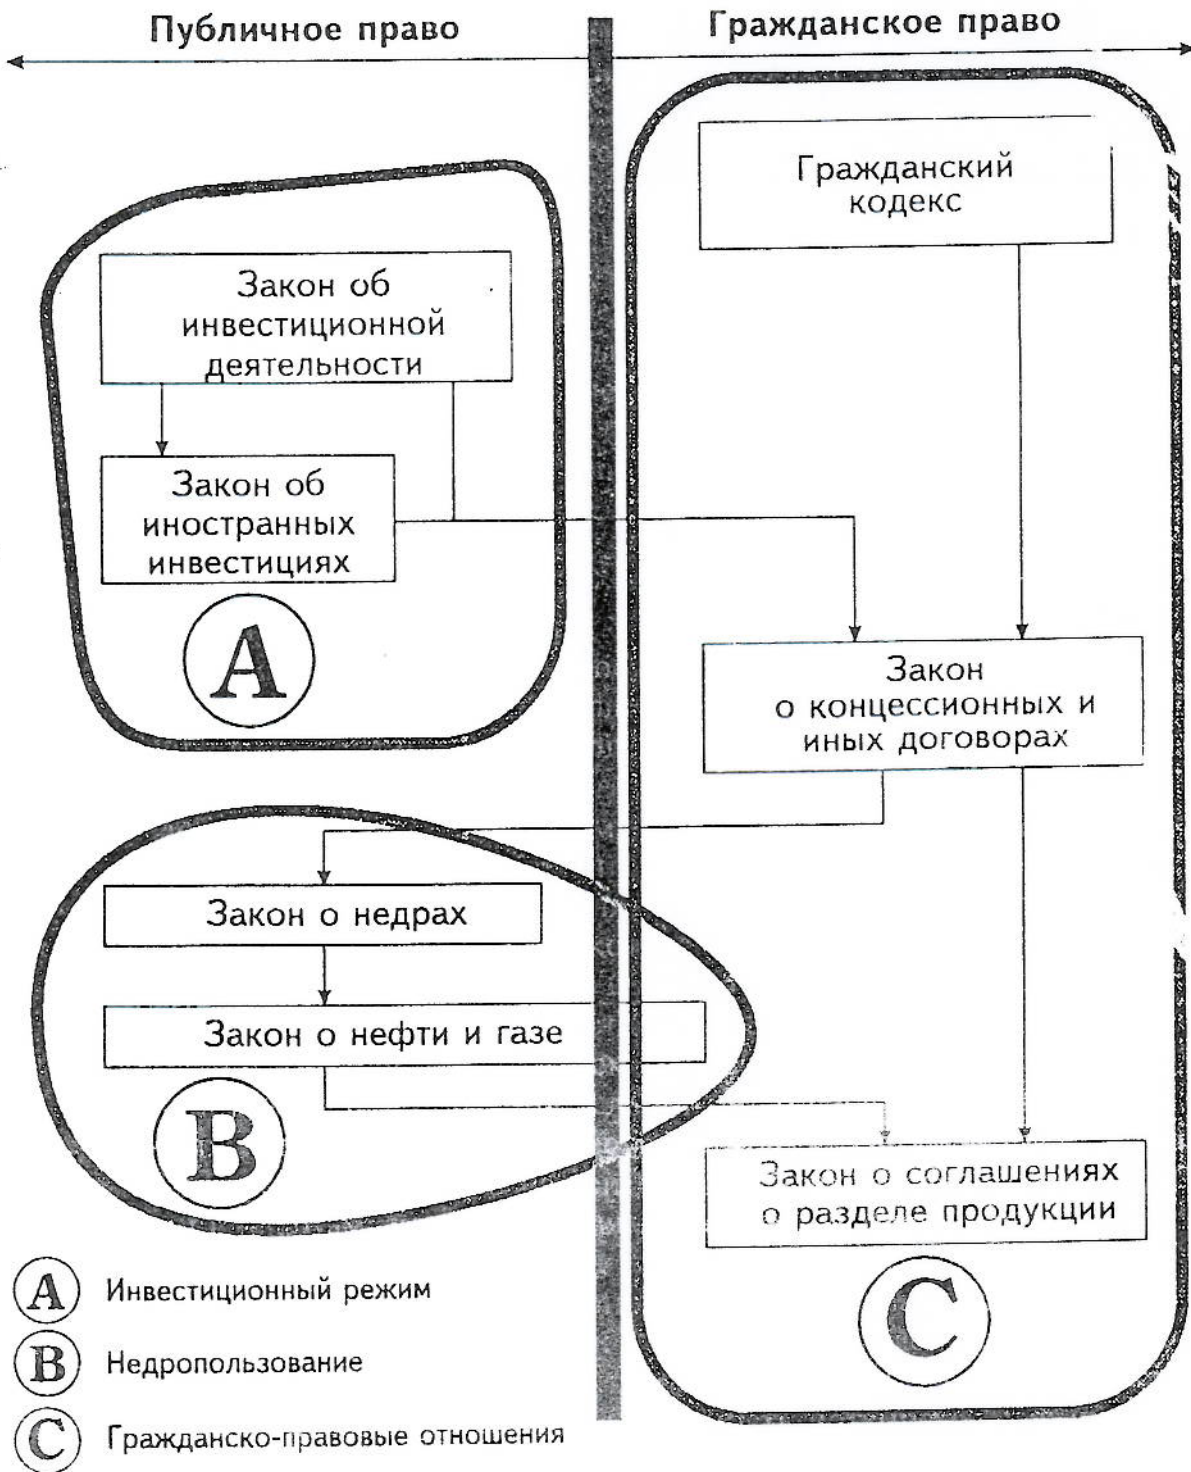 Публичное право
Гражданское право
Гражданский
кодекс
Закон об
инвестиционной
деятельности
Закон об
иностранных
инвестициях
A
Закон
о концессионных и
иных договорах
Закон о недрах
Закон о нефти и газе
B
Закон о соглашениях
о разделе продукции
C
A Инвестиционный режим
B Недропользование
C Гражданско-правовые отношения